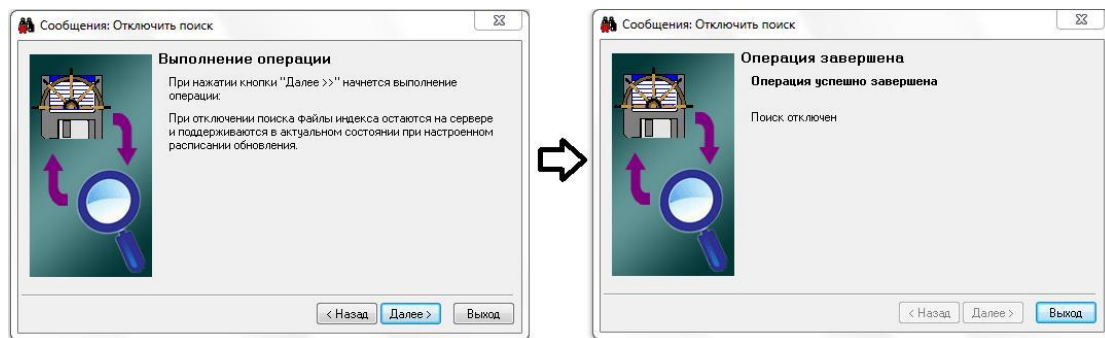 Сообщения: Отключить поиск
Выполнение операции
При нажатии кнопки "Далее >>" начнется выполнение
операции:
При отключении поиска файлы индекса остаются на сервере
и поддерживаются в актуальном состоянии при настроенном
расписании обновления.
< Назад
Далее >
Выход
Сообщения: Отключить поиск
Операция завершена
Операция успешно завершена
Поиск отключен
< Назад
Далее >
Выход